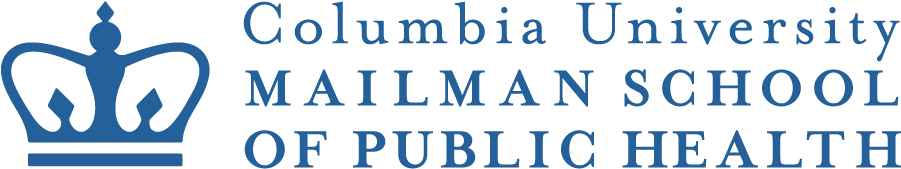 Columbia University
MAILMAN SCHOOL
OF PUBLIC HEALTH